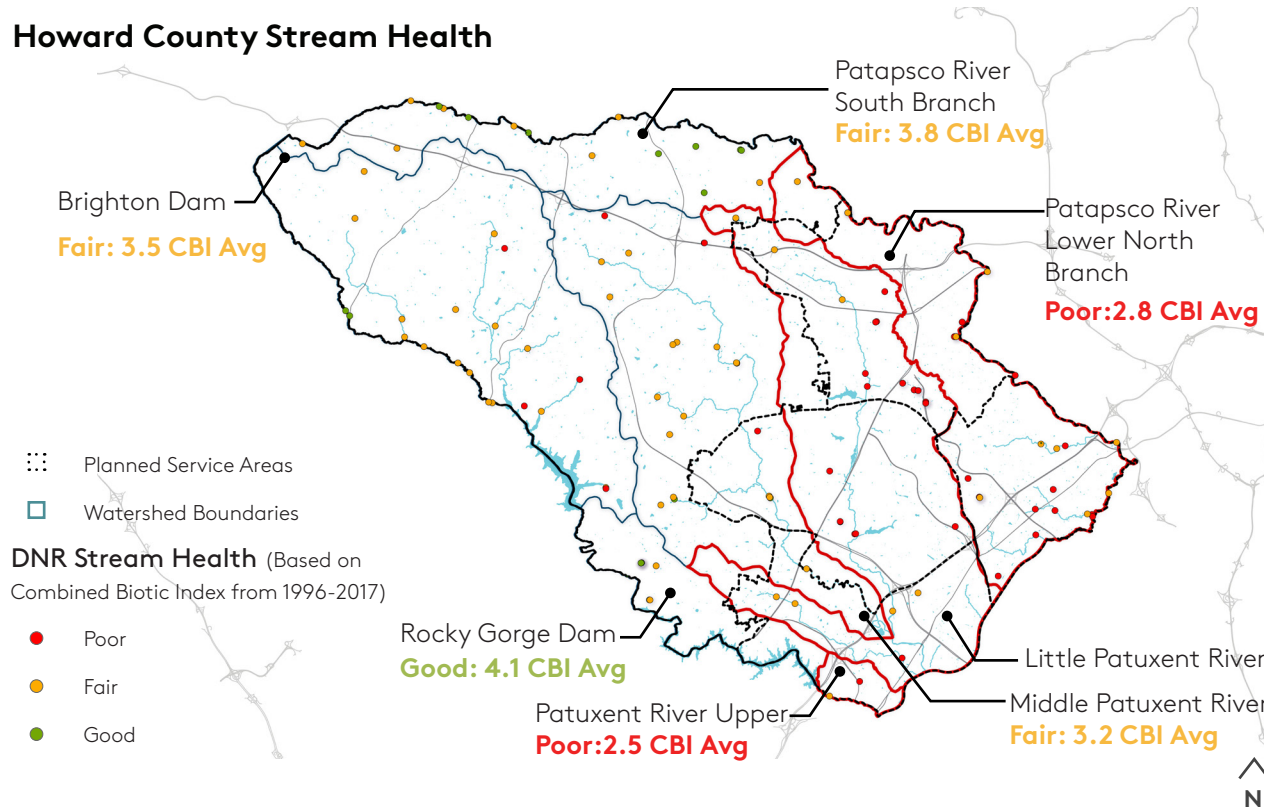 Howard County Stream Health
Patapsco River
South Branch
Fair: 3.8 CBI Avg
Brighton Dam
Fair: 3.5 CBI Avg
Patapsco River
Lower North
Branch
Poor:2.8 CBI Avg
Planned Service Areas
Watershed Boundaries
DNR Stream Health (Based on
Combined Biotic Index from 1996-2017)
Poor
Fair
Good
Rocky Gorge Dam
Good: 4.1 CBI Avg
Little Patuxent River
Patuxent River Upper
Poor:2.5 CBI Avg
Middle Patuxent River
Fair: 3.2 CBI Avg
N